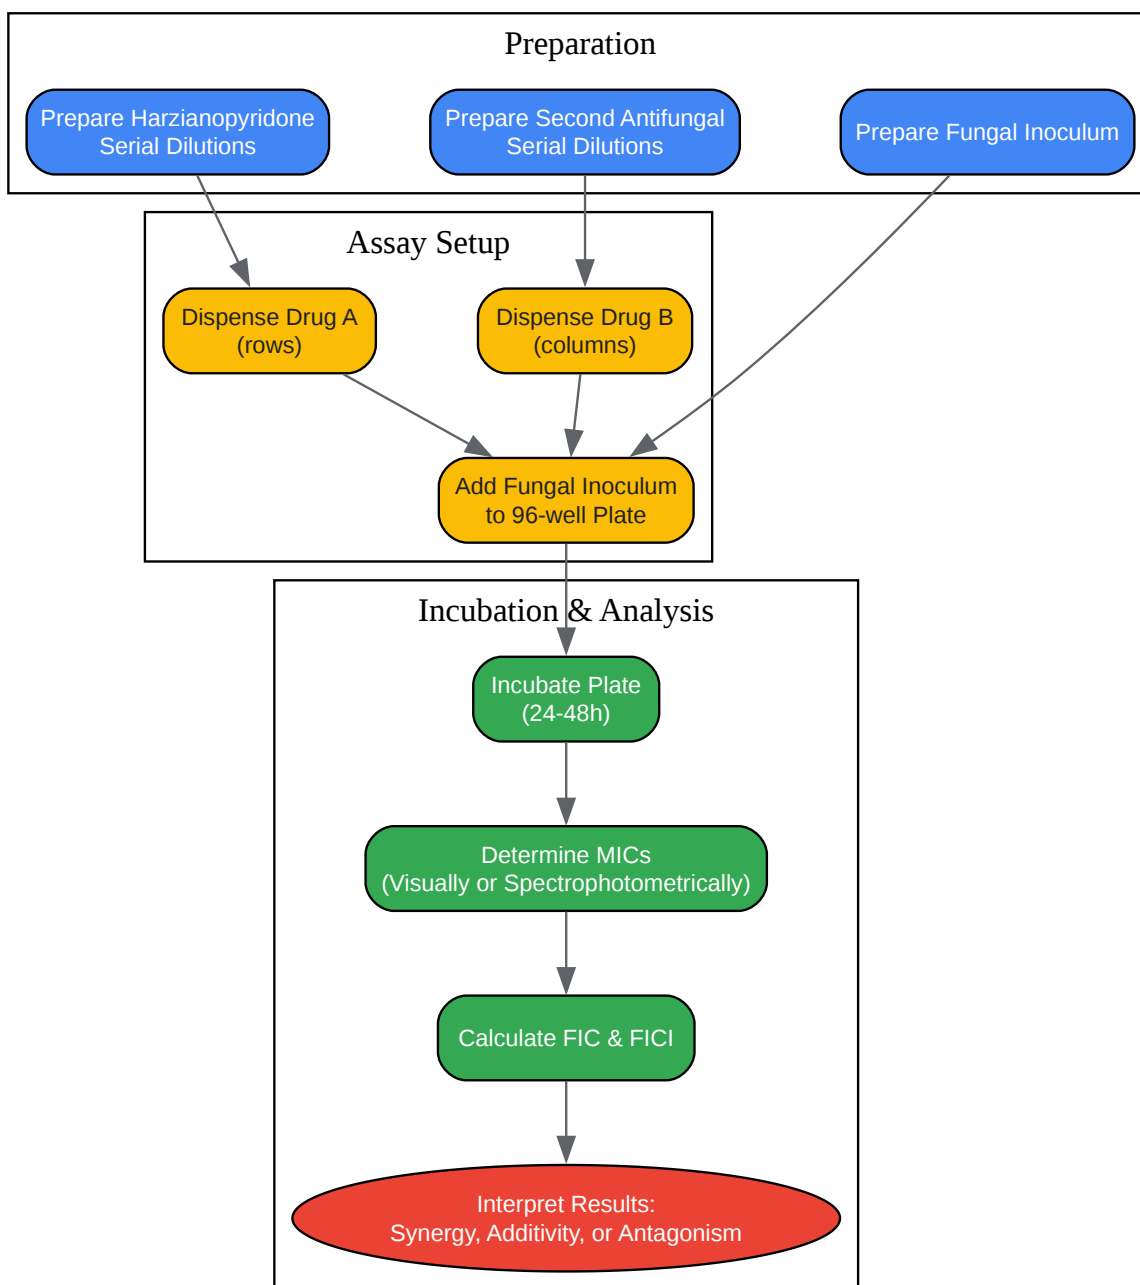 Preparation
Prepare Harzianopyridone
Serial Dilutions
Prepare Second Antifungal
Serial Dilutions
Prepare Fungal Inoculum
Assay Setup
Dispense Drug A
(rows)
Dispense Drug B
(columns)
Add Fungal Inoculum
to 96-well Plate
Incubation & Analysis
Incubate Plate
(24-48h)
Determine MICs
(Visually or Spectrophotometrically)
Calculate FIC & FICI
Interpret Results:
Synergy, Additivity, or Antagonism